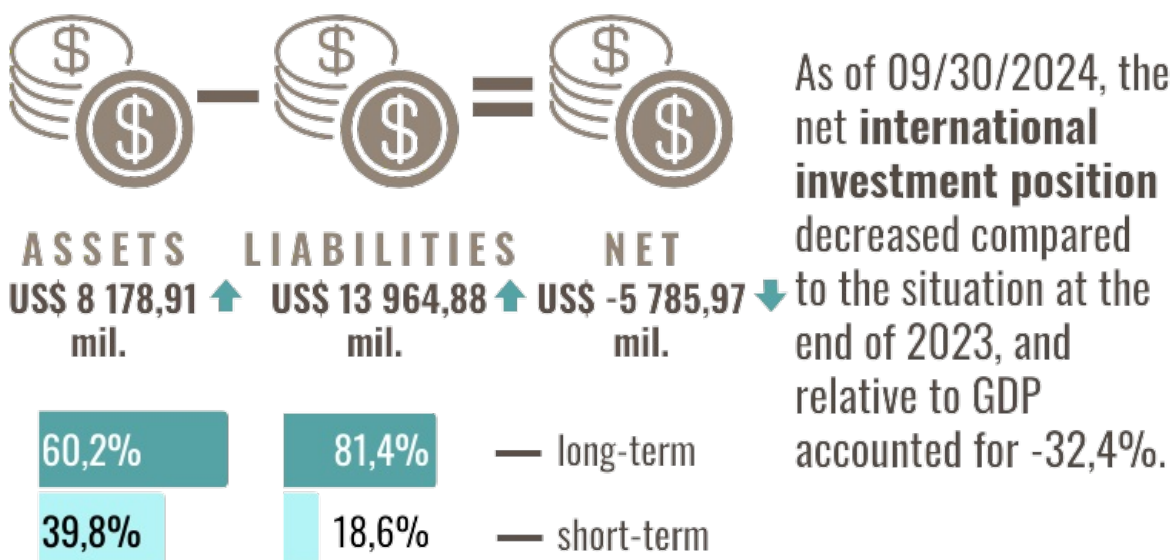 ASSETS
US$ 8 178,91
mil.
LIABILITIES
US$ 13 964,88
mil.
NET
US$ -5 785,97
mil.
As of 09/30/2024, the
net international
investment position
decreased compared
to the situation at the
end of 2023, and
relative to GDP
accounted for -32,4%.
60,2%
81,4%
long-term
39,8%
18,6%
short-term